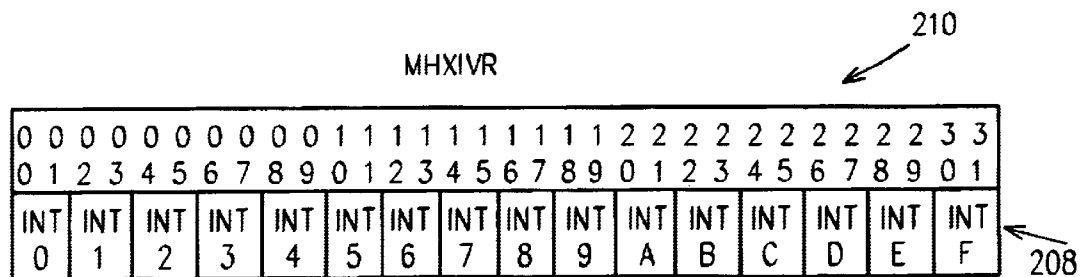 210
MHXIVR
0 0 0 0 0 0 0 0 0 0 1 1 1 1 1 1 1 1 1 1 2 2 2 2 2 2 2 2 2 2 3 3
0 1 2 3 4 5 6 7 8 9 0 1 2 3 4 5 6 7 8 9 0 1 2 3 4 5 6 7 8 9 0 1
INT INT INT INT INT INT INT INT INT INT INT INT INT INT INT INT
0 1 2 3 4 5 6 7 8 9 A B C D E F
208